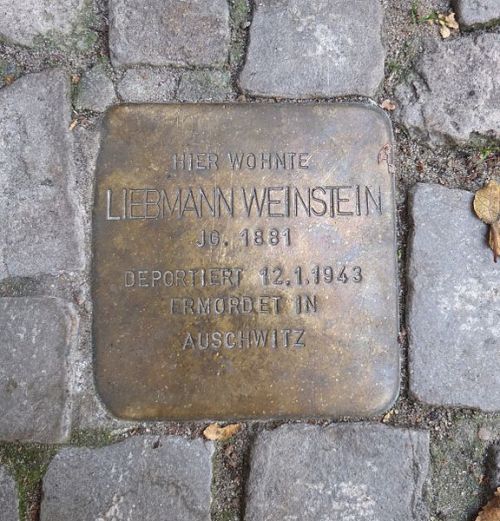 HIER WOHNTE
LIEBMANN WEINSTEIN
JG. 1881
DEPORTIERT 12.1.1943
ERMORDET IN
AUSCHWITZ